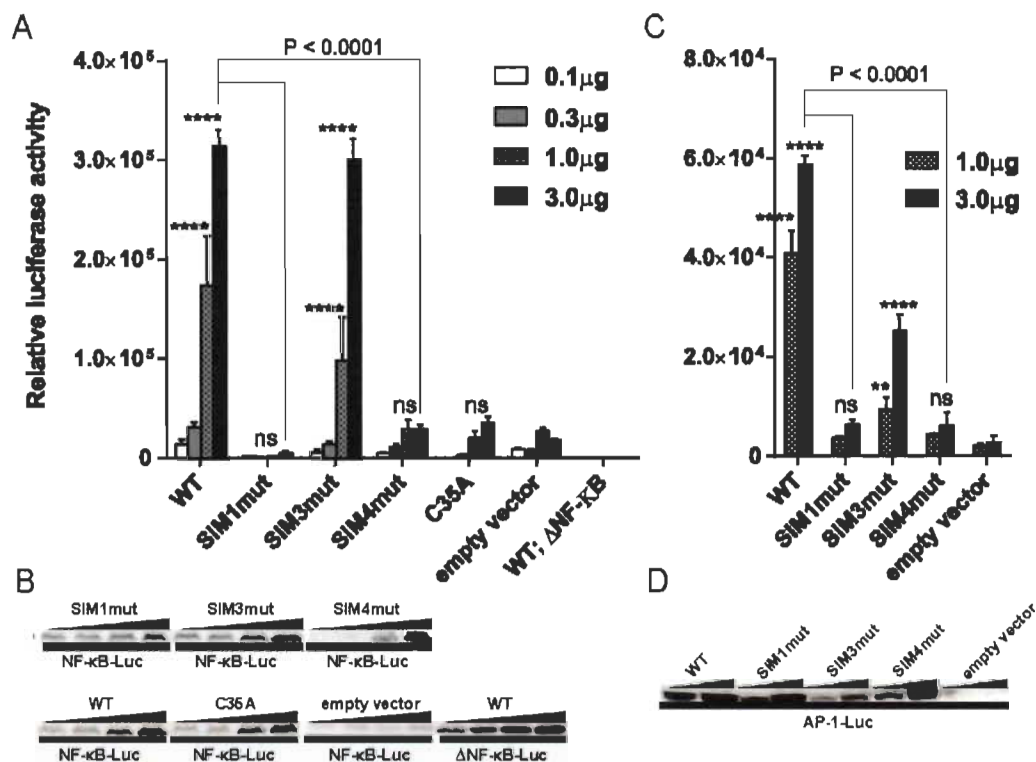 A
P < 0.0001
4.0×10⁵
3.0×10⁵
2.0×10⁵
1.0×10⁵
0
Relative luciferase activity
0.1µg
0.3µg
1.0µg
3.0µg
****
****
ns
****
****
ns
ns
WT
SIM1mut
SIM3mut
SIM4mut
C35A
empty vector
WT; ΔNF-κB
C
P < 0.0001
8.0×10⁴
6.0×10⁴
4.0×10⁴
2.0×10⁴
0
1.0µg
3.0µg
****
****
ns
**
****
ns
WT
SIM1mut
SIM3mut
SIM4mut
empty vector
B
SIM1mut SIM3mut SIM4mut
NF-κB-Luc NF-κB-Luc NF-κB-Luc
WT C35A empty vector WT
NF-κB-Luc NF-κB-Luc NF-κB-Luc ΔNF-κB-Luc
D
WT SIM1mut SIM3mut SIM4mut empty vector
AP-1-Luc